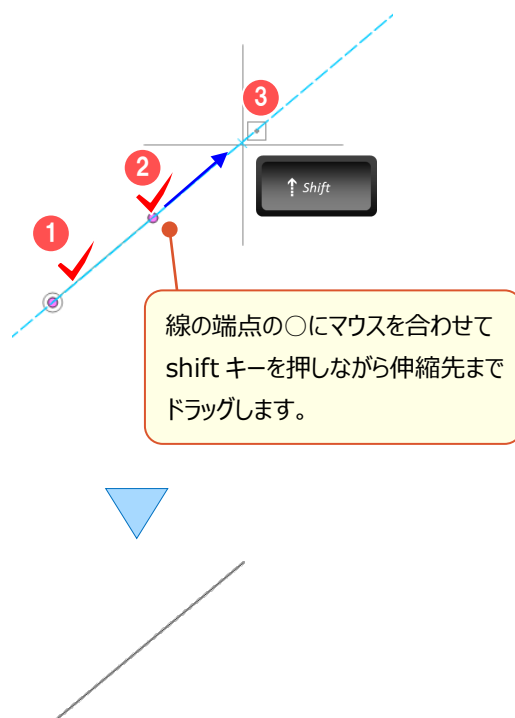 3
2
Shift
1
線の端点の○にマウスを合わせて
shift キーを押しながら伸縮先まで
ドラッグします。